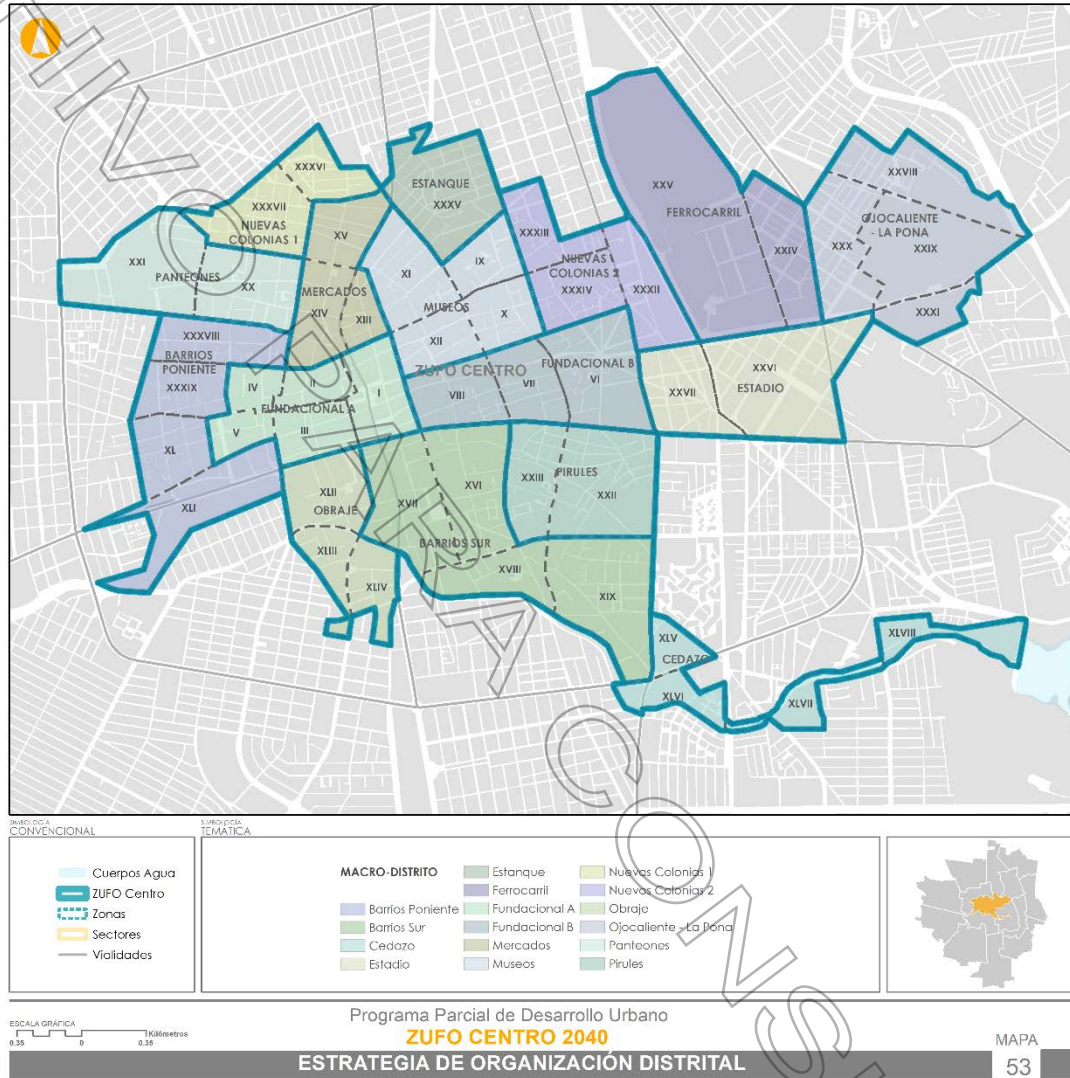 XXXVI
XXXVII
NUEVAS
COLONIAS 1
ESTANQUE
XXXV
XXV
FERROCARRIL
XXIV
XXVIII
OJOCALIENTE
- LA PONA
XXX
XXIX
XXXI
XXI
PANTEONES
XX
XV
MERCADOS
XIV
XIII
XI
IX
MUSEOS
X
XII
XXXIII
NUEVAS
COLONIAS 2
XXXIV
XXXII
XXXVIII
BARRIOS
PONIENTE
XXXIX
XL
XLI
IV
II
I
FUNDACIONAL A
V
III
ZUFO CENTRO
FUNDACIONAL B
VIII
VII
VI
XXVI
XXVII
ESTADIO
XLII
OBRAJE
XLIII
XLIV
XVI
XVII
BARRIOS SUR
XVIII
XIX
XXIII
PIRULES
XXII
XLV
CEDAZO
XLVI
XLVII
XLVIII
SIMBOLOGÍA
CONVENCIONAL
Cuerpos Agua
ZUFO Centro
Zonas
Sectores
Vialidades
SIMBOLOGÍA
TEMATICA
MACRO-DISTRITO
Barrios Poniente
Barrios Sur
Cedazo
Estadio
Estanque
Ferrocarril
Fundacional A
Fundacional B
Mercados
Museos
Nuevas Colonias 1
Nuevas Colonias 2
Obraje
Ojocaliente - La Pona
Panteones
Pirules
ESCALA GRÁFICA
Kilómetros
0.35 0 0.35
Programa Parcial de Desarrollo Urbano
ZUFO CENTRO 2040
ESTRATEGIA DE ORGANIZACIÓN DISTRITAL
MAPA
53